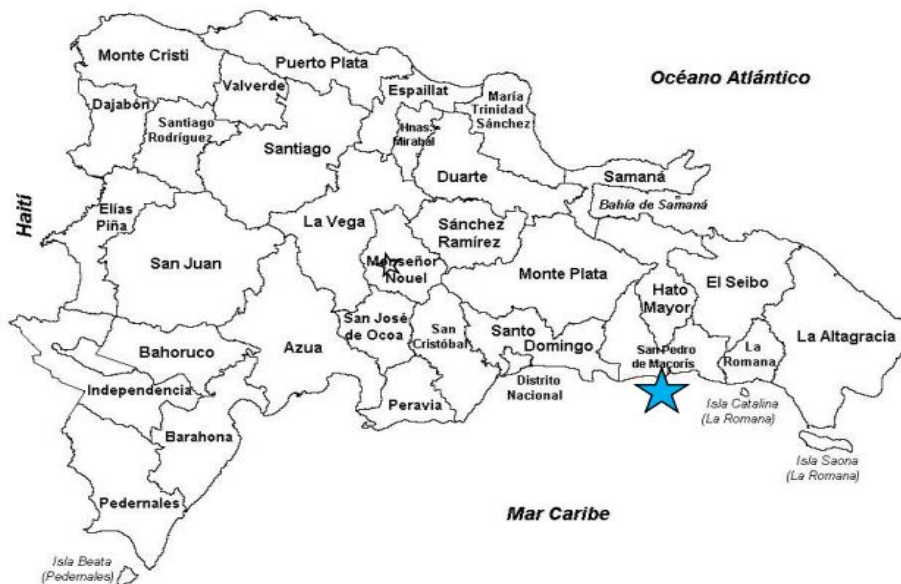 Monte Cristi
Puerto Plata
Océano Atlántico
Valverde
Espaillat
María
Trinidad
Sánchez
Dajabón
Santiago
Rodríguez
Hnas.
Mirabal
Santiago
Duarte
Samaná
Bahía de Samaná
Haití
Elías
Piña
La Vega
Sánchez
Ramírez
San Juan
Monseñor
Nouel
Monte Plata
El Seibo
Hato
Mayor
San José
de Ocoa
San
Cristóbal
Santo
Domingo
La Altagracia
Azua
Bahoruco
San Pedro
de Macorís
La
Romana
Independencia
Peravia
Distrito
Nacional
Isla Catalina
(La Romana)
Barahona
Isla Saona
(La Romana)
Pedernales
Mar Caribe
Isla Beata
(Pedernales)